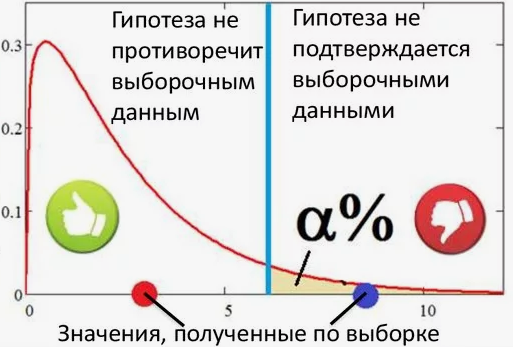 Гипотеза не
противоречит
выборочным
данным
Гипотеза не
подтверждается
выборочными
данными
0.3
0.2
0.1
0
α%
0
5
10
Значения, полученные по выборке